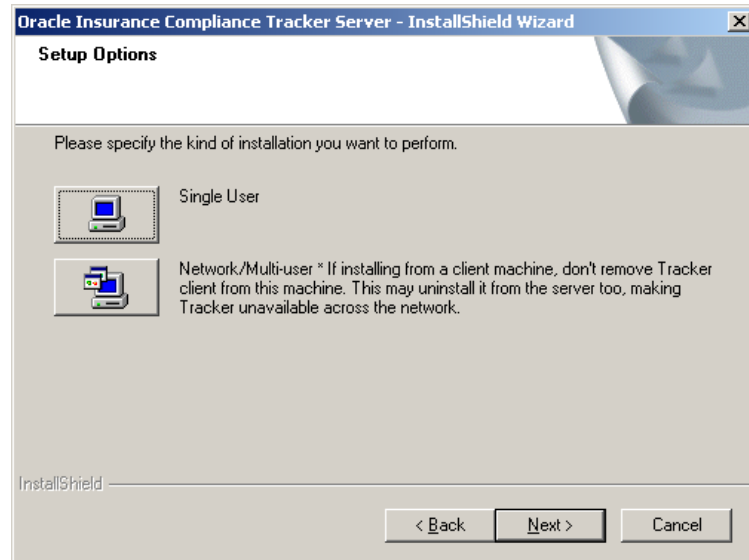 Oracle Insurance Compliance Tracker Server - InstallShield Wizard
Setup Options
Please specify the kind of installation you want to perform.
Single User
Network/Multi-user * If installing from a client machine, don't remove Tracker
client from this machine. This may uninstall it from the server too, making
Tracker unavailable across the network.
InstallShield
< Back
Next >
Cancel